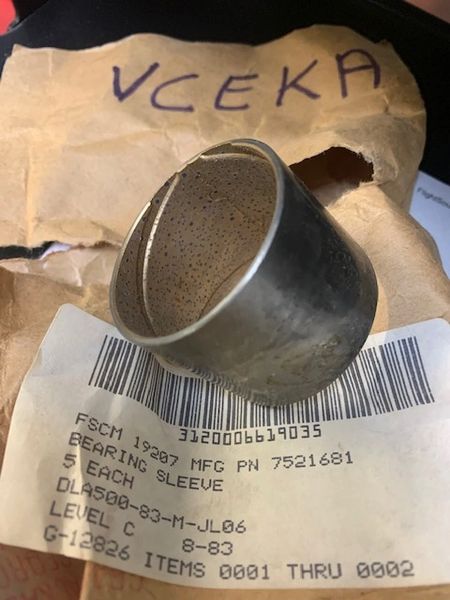 VCEKA
3120006619035
FSCM 19207 MFG PN 7521681
BEARING SLEEVE
5 EACH
DLA500-83-M-JL06
LEVEL C 8-83
G-12826 ITEMS 0001 THRU 0002